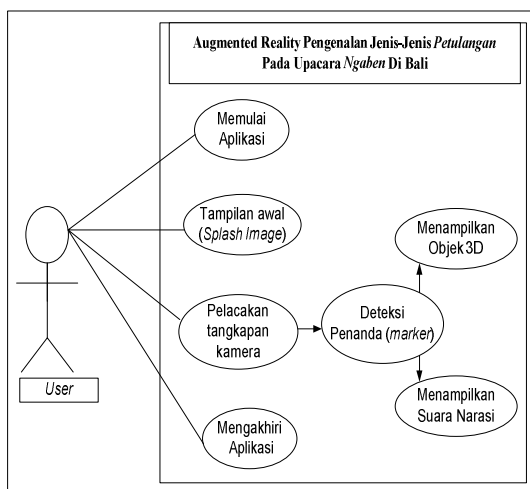 Augmented Reality Pengenalan Jenis-Jenis Petulangan
Pada Upacara Ngaben Di Bali
Memulai
Aplikasi
Tampilan awal
(Splash Image)
Menampilkan
Objek 3D
Pelacakan
tangkapan
kamera
Deteksi
Penanda (marker)
User
Menampilkan
Suara Narasi
Mengakhiri
Aplikasi